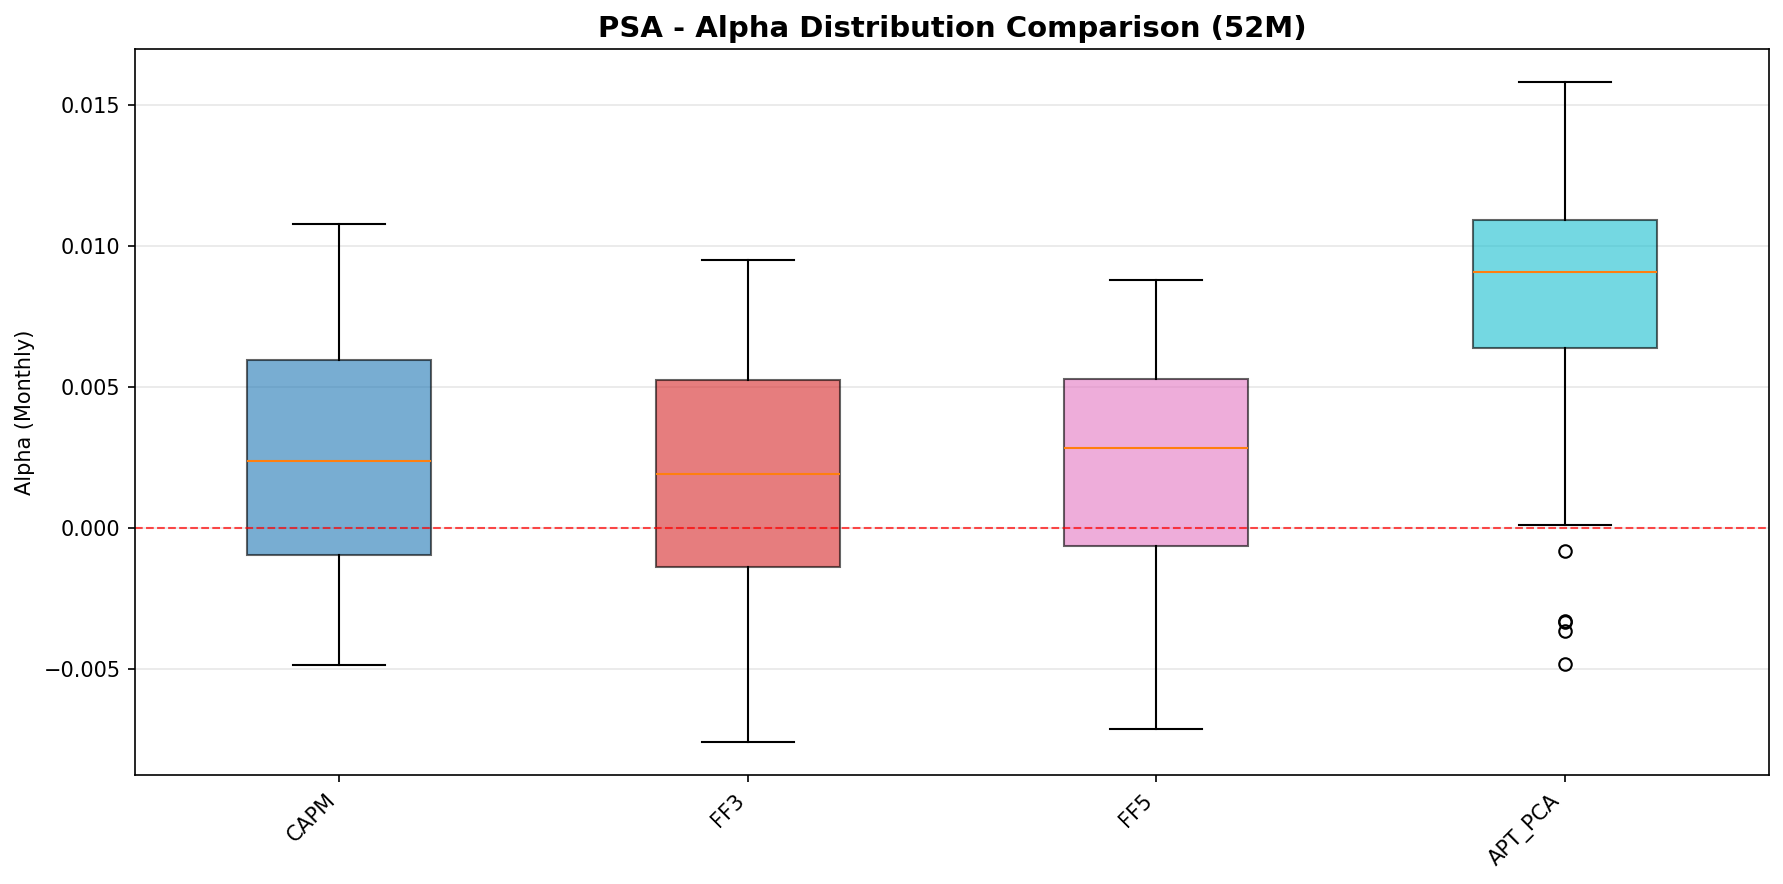 PSA - Alpha Distribution Comparison (52M)
Alpha (Monthly)
0.015
0.010
0.005
0.000
−0.005
CAPM
FF3
FF5
APT_PCA